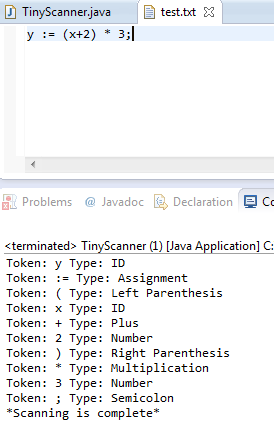 TinyScanner.java test.txt
y := (x+2) * 3;
Problems @ Javadoc Declaration
<terminated> TinyScanner (1) [Java Application] C:
Token: y Type: ID
Token: := Type: Assignment
Token: ( Type: Left Parenthesis
Token: x Type: ID
Token: + Type: Plus
Token: 2 Type: Number
Token: ) Type: Right Parenthesis
Token: * Type: Multiplication
Token: 3 Type: Number
Token: ; Type: Semicolon
*Scanning is complete*